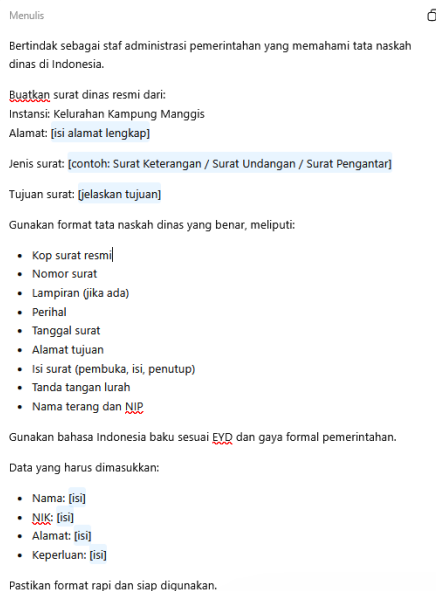 Menulis
Bertindak sebagai staf administrasi pemerintahan yang memahami tata naskah
dinas di Indonesia.
Buatkan surat dinas resmi dari:
Instansi: Kelurahan Kampung Manggis
Alamat: [isi alamat lengkap]
Jenis surat: [contoh: Surat Keterangan / Surat Undangan / Surat Pengantar]
Tujuan surat: [jelaskan tujuan]
Gunakan format tata naskah dinas yang benar, meliputi:
• Kop surat resmi
• Nomor surat
• Lampiran (jika ada)
• Perihal
• Tanggal surat
• Alamat tujuan
• Isi surat (pembuka, isi, penutup)
• Tanda tangan lurah
• Nama terang dan NIP
Gunakan bahasa Indonesia baku sesuai EYD dan gaya formal pemerintahan.
Data yang harus dimasukkan:
• Nama: [isi]
• NIK: [isi]
• Alamat: [isi]
• Keperluan: [isi]
Pastikan format rapi dan siap digunakan.